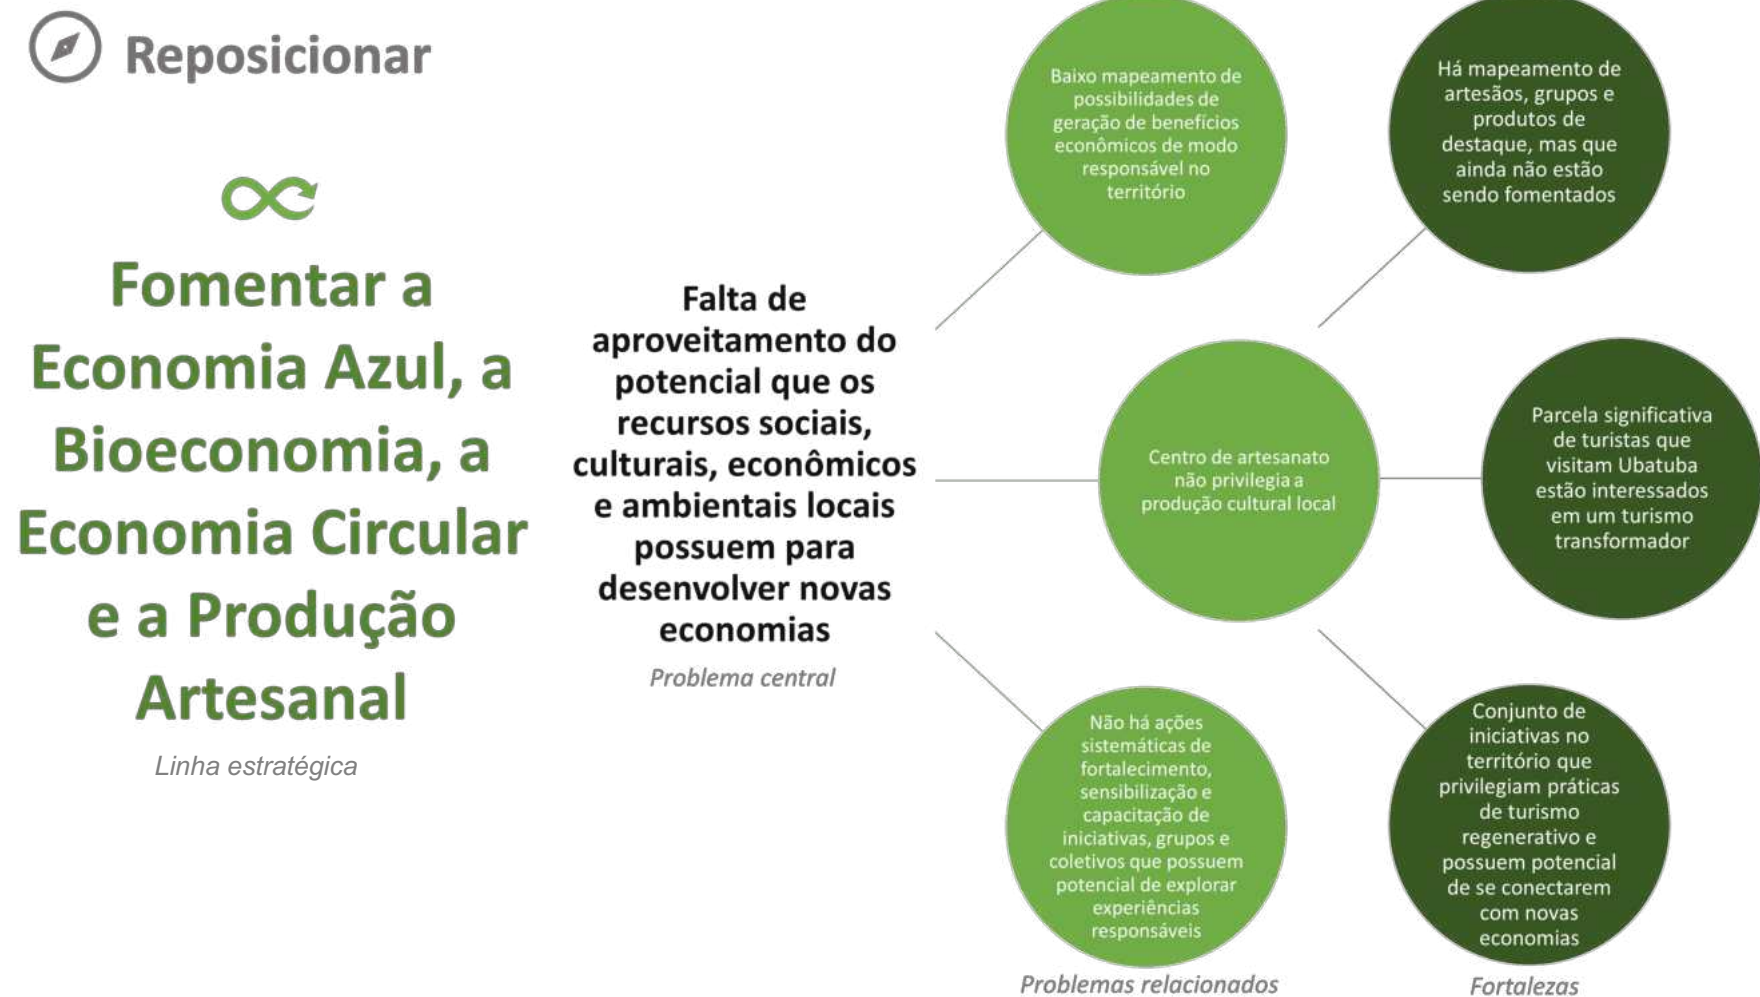 Reposicionar
Fomentar a
Economia Azul, a
Bioeconomia, a
Economia Circular
e a Produção
Artesanal
Linha estratégica
Falta de
aproveitamento do
potencial que os
recursos sociais,
culturais, econômicos
e ambientais locais
possuem para
desenvolver novas
economias
Problema central
Baixo mapeamento de
possibilidades de
geração de benefícios
econômicos de modo
responsável no
território
Centro de artesanato
não privilegia a
produção cultural local
Não há ações
sistemáticas de
fortalecimento,
sensibilização e
capacitação de
iniciativas, grupos e
coletivos que possuem
potencial de explorar
experiências
responsáveis
Problemas relacionados
Há mapeamento de
artesãos, grupos e
produtos de
destaque, mas que
ainda não estão
sendo fomentados
Parcela significativa
de turistas que
visitam Ubatuba
estão interessados
em um turismo
transformador
Conjunto de
iniciativas no
território que
privilegiam práticas
de turismo
regenerativo e
possuem potencial
de se conectarem
com novas
economias
Fortalezas